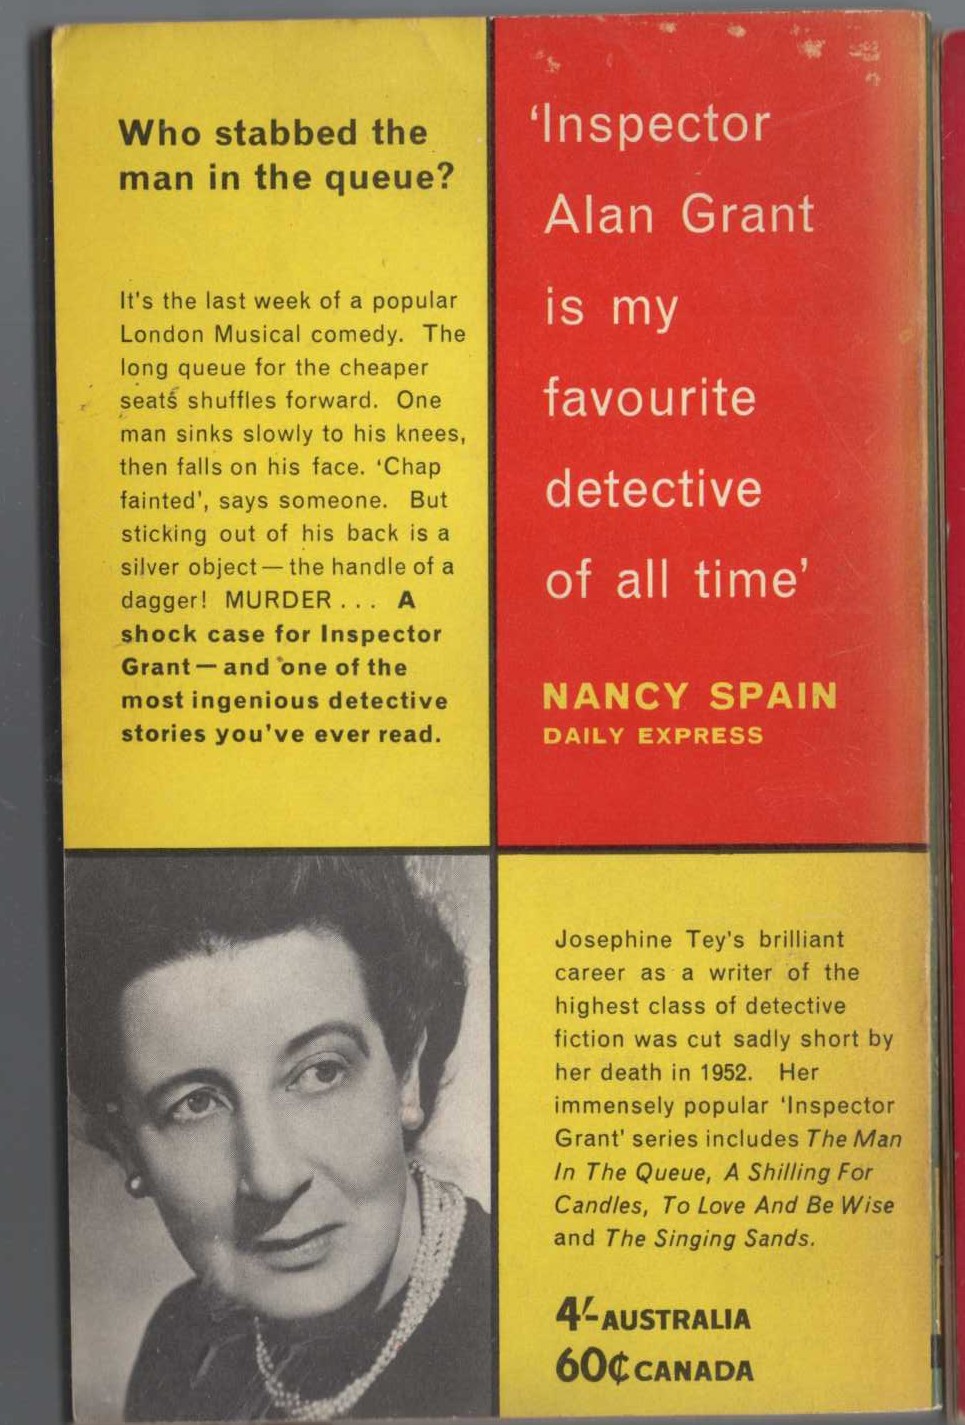 Who stabbed the
man in the queue?
It's the last week of a popular
London Musical comedy. The
long queue for the cheaper
seats shuffles forward. One
man sinks slowly to his knees,
then falls on his face. ‘Chap
fainted’, says someone. But
sticking out of his back is a
silver object — the handle of a
dagger! MURDER . . . A
shock case for Inspector
Grant — and one of the
most ingenious detective
stories you've ever read.
‘Inspector
Alan Grant
is my
favourite
detective
of all time’
NANCY SPAIN
DAILY EXPRESS
Josephine Tey's brilliant
career as a writer of the
highest class of detective
fiction was cut sadly short by
her death in 1952. Her
immensely popular ‘Inspector
Grant’ series includes The Man
In The Queue, A Shilling For
Candles, To Love And Be Wise
and The Singing Sands.
4/- AUSTRALIA
60¢ CANADA